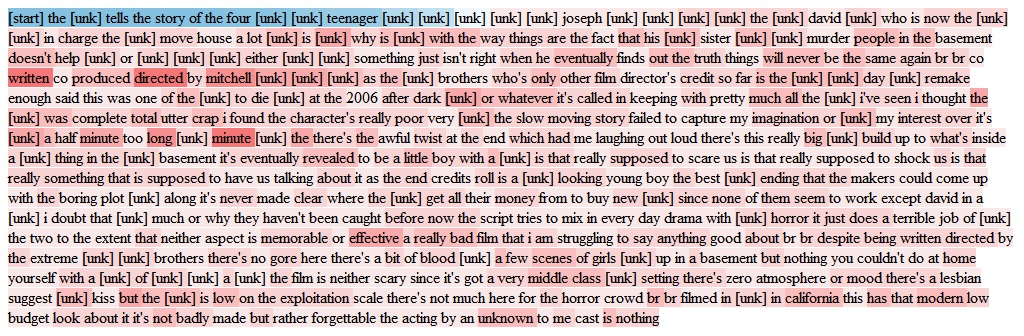 [start] the [unk] tells the story of the four [unk] [unk] teenager [unk] [unk] [unk] [unk] [unk] [unk] joseph [unk] [unk] [unk] [unk] the [unk] david [unk] who is now the [unk]
[unk] in charge the [unk] move house a lot [unk] is [unk] why is [unk] with the way things are the fact that his [unk] sister [unk] [unk] murder people in the basement
doesn't help [unk] or [unk] [unk] [unk] either [unk] [unk] something just isn't right when he eventually finds out the truth things will never be the same again br br co
written co produced directed by mitchell [unk] [unk] [unk] as the [unk] brothers who's only other film director's credit so far is the [unk] [unk] day [unk] remake
enough said this was one of the [unk] to die [unk] at the 2006 after dark [unk] or whatever it's called in keeping with pretty much all the [unk] i've seen i thought the
[unk] was complete total utter crap i found the character's really poor very [unk] the slow moving story failed to capture my imagination or [unk] my interest over it's
[unk] a half minute too long [unk] minute [unk] the there's the awful twist at the end which had me laughing out loud there's this really big [unk] build up to what's inside
a [unk] thing in the [unk] basement it's eventually revealed to be a little boy with a [unk] is that really supposed to scare us is that really supposed to shock us is that
really something that is supposed to have us talking about it as the end credits roll is a [unk] looking young boy the best [unk] ending that the makers could come up
with the boring plot [unk] along it's never made clear where the [unk] get all their money from to buy new [unk] since none of them seem to work except david in a
[unk] i doubt that [unk] much or why they haven't been caught before now the script tries to mix in every day drama with [unk] horror it just does a terrible job of [unk]
the two to the extent that neither aspect is memorable or effective a really bad film that i am struggling to say anything good about br br despite being written directed by
the extreme [unk] [unk] brothers there's no gore here there's a bit of blood [unk] a few scenes of girls [unk] up in a basement but nothing you couldn't do at home
yourself with a [unk] of [unk] [unk] a [unk] the film is neither scary since it's got a very middle class [unk] setting there's zero atmosphere or mood there's a lesbian
suggest [unk] kiss but the [unk] is low on the exploitation scale there's not much here for the horror crowd br br filmed in [unk] in california this has that modern low
budget look about it it's not badly made but rather forgettable the acting by an unknown to me cast is nothing